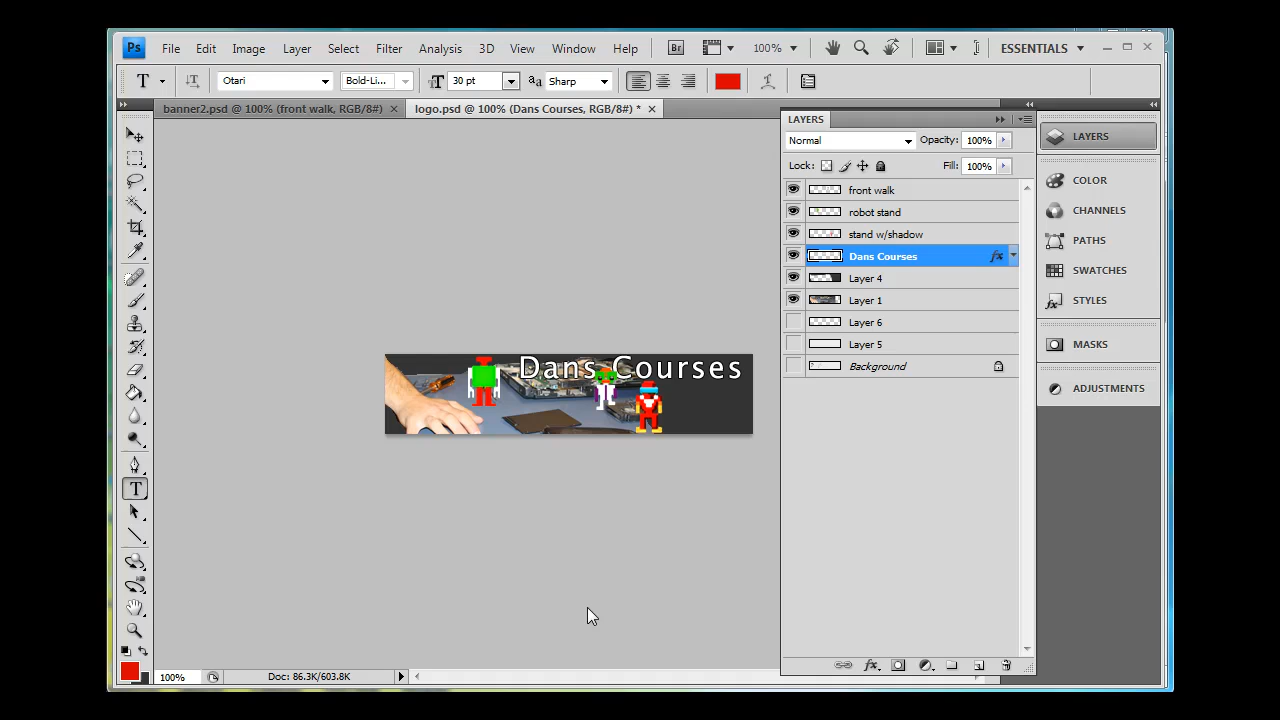 Ps File Edit Image Layer Select Filter Analysis 3D View Window Help Br 100% ESSENTIALS
T Otari Bold-Li... T 30 pt aa Sharp
banner2.psd @ 100% (front walk, RGB/8#) logo.psd @ 100% (Dans Courses, RGB/8#) *
LAYERS
Normal Opacity: 100%
Lock: Fill: 100%
front walk
robot stand
stand w/shadow
Dans Courses fx
Layer 4
Layer 1
Layer 6
Layer 5
Background
LAYERS
COLOR
CHANNELS
PATHS
SWATCHES
STYLES
MASKS
ADJUSTMENTS
Dans Courses
T
100% Doc: 86.3K/603.8K
fx